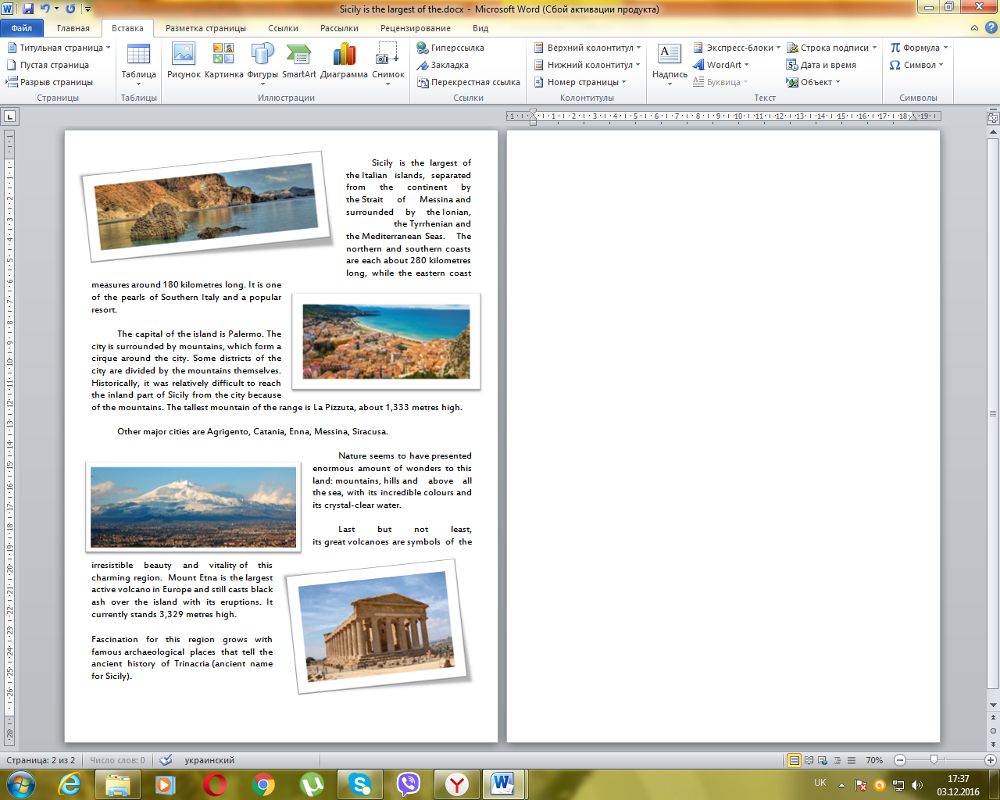 Sicily is the largest of the.docx - Microsoft Word (Сбой активации продукта)
Файл Главная Вставка Разметка страницы Ссылки Рассылки Рецензирование Вид
Титульная страница
Пустая страница
Разрыв страницы
Страницы
Таблица
Таблицы
Рисунок Картинка Фигуры SmartArt Диаграмма Снимок
Иллюстрации
Гиперссылка
Закладка
Перекрестная ссылка
Ссылки
Верхний колонтитул
Нижний колонтитул
Номер страницы
Колонтитулы
Надпись
Экспресс-блоки
WordArt
Буквица
Строка подписи
Дата и время
Объект
Текст
Формула
Символ
Символы
Sicily is the largest of
the Italian islands, separated
from the continent by
the Strait of Messina and
surrounded by the Ionian,
the Tyrrhenian and
the Mediterranean Seas. The
northern and southern coasts
are each about 280 kilometres
long, while the eastern coast
measures around 180 kilometres long. It is one
of the pearls of Southern Italy and a popular
resort.
The capital of the island is Palermo. The
city is surrounded by mountains, which form a
cirque around the city. Some districts of the
city are divided by the mountains themselves.
Historically, it was relatively difficult to reach
the inland part of Sicily from the city because
of the mountains. The tallest mountain of the range is La Pizzuta, about 1,333 metres high.
Other major cities are Agrigento, Catania, Enna, Messina, Siracusa.
Nature seems to have presented
enormous amount of wonders to this
land: mountains, hills and above all
the sea, with its incredible colours and
its crystal-clear water.
Last but not least,
its great volcanoes are symbols of the
irresistible beauty and vitality of this
charming region. Mount Etna is the largest
active volcano in Europe and still casts black
ash over the island with its eruptions. It
currently stands 3,329 metres high.
Fascination for this region grows with
famous archaeological places that tell the
ancient history of Trinacria (ancient name
for Sicily).
Страница: 2 из 2 Число слов: 0 украинский 70%
UK 17:37
03.12.2016